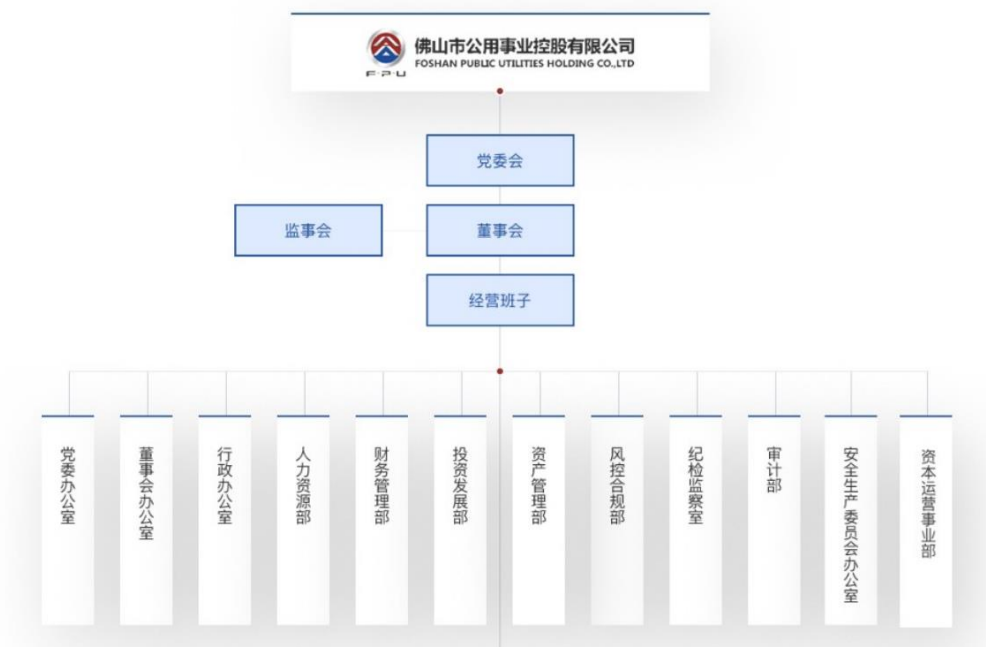 佛山市公用事业控股有限公司
FOSHAN PUBLIC UTILITIES HOLDING CO.,LTD
F·P·U
党委会
监事会
董事会
经营班子
党委办公室
董事会办公室
行政办公室
人力资源部
财务管理部
投资发展部
资产管理部
风控合规部
纪检监察室
审计部
安全生产委员会办公室
资本运营事业部